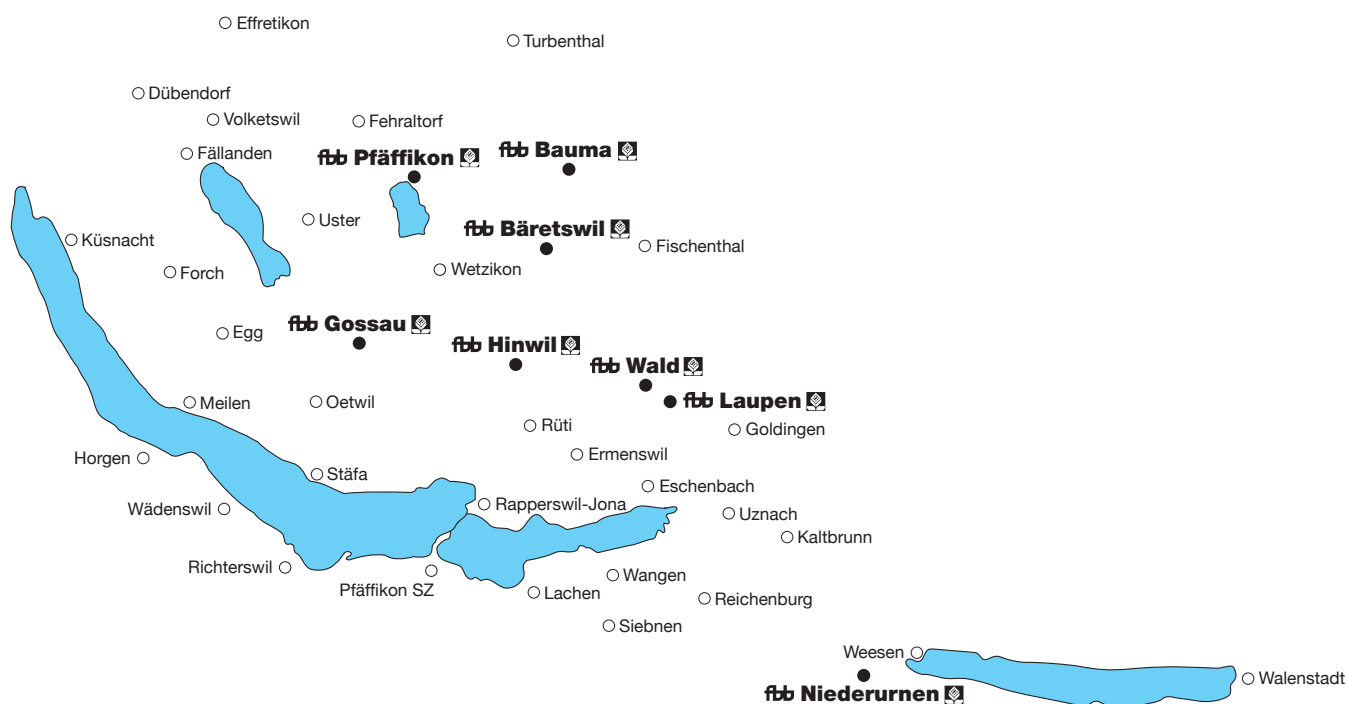 Effretikon
Turbenthal
Dübendorf
Volketswil
Fehraltorf
Fällanden
fbb Pfäffikon
fbb Bauma
Uster
fbb Bäretswil
Küsnacht
Fischenthal
Forch
Wetzikon
fbb Gossau
Egg
fbb Hinwil
fbb Wald
Meilen
Oetwil
fbb Laupen
Rüti
Goldingen
Horgen
Ermenswil
Stäfa
Eschenbach
Wädenswil
Rapperswil-Jona
Uznach
Kaltbrunn
Richterswil
Pfäffikon SZ
Wangen
Lachen
Reichenburg
Siebnen
Weesen
Walenstadt
fbb Niederurnen